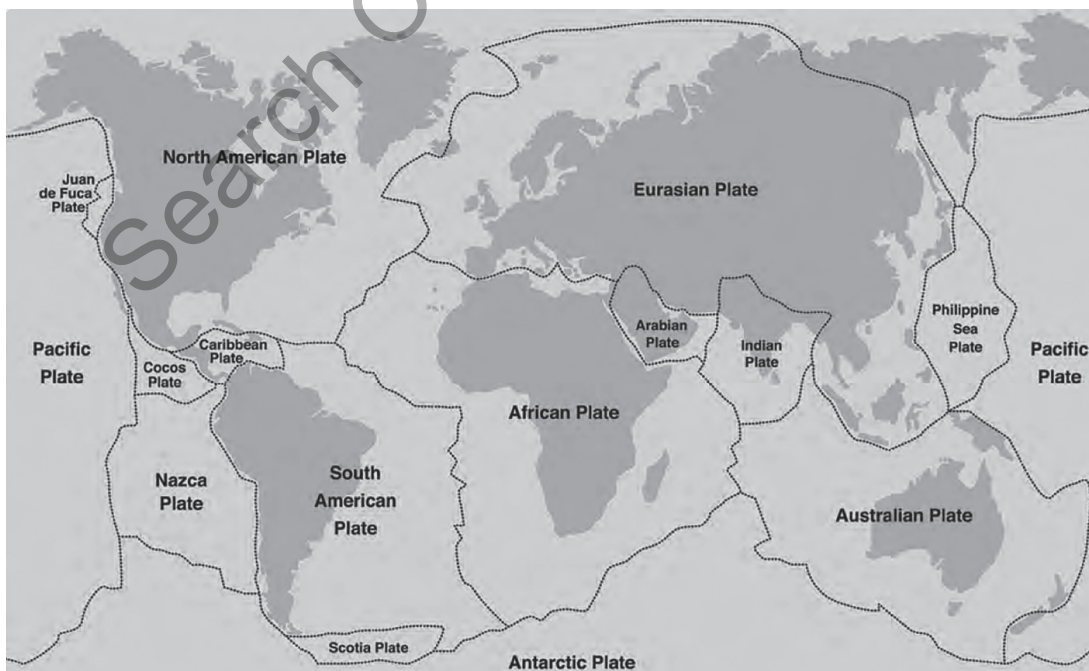 Search
North American Plate
Juan
de Fuca
Plate
Eurasian Plate
Pacific
Plate
Caribbean
Plate
Cocos
Plate
Arabian
Plate
Indian
Plate
Philippine
Sea
Plate
Pacific
Plate
African Plate
Nazca
Plate
South
American
Plate
Australian Plate
Scotia Plate
Antarctic Plate